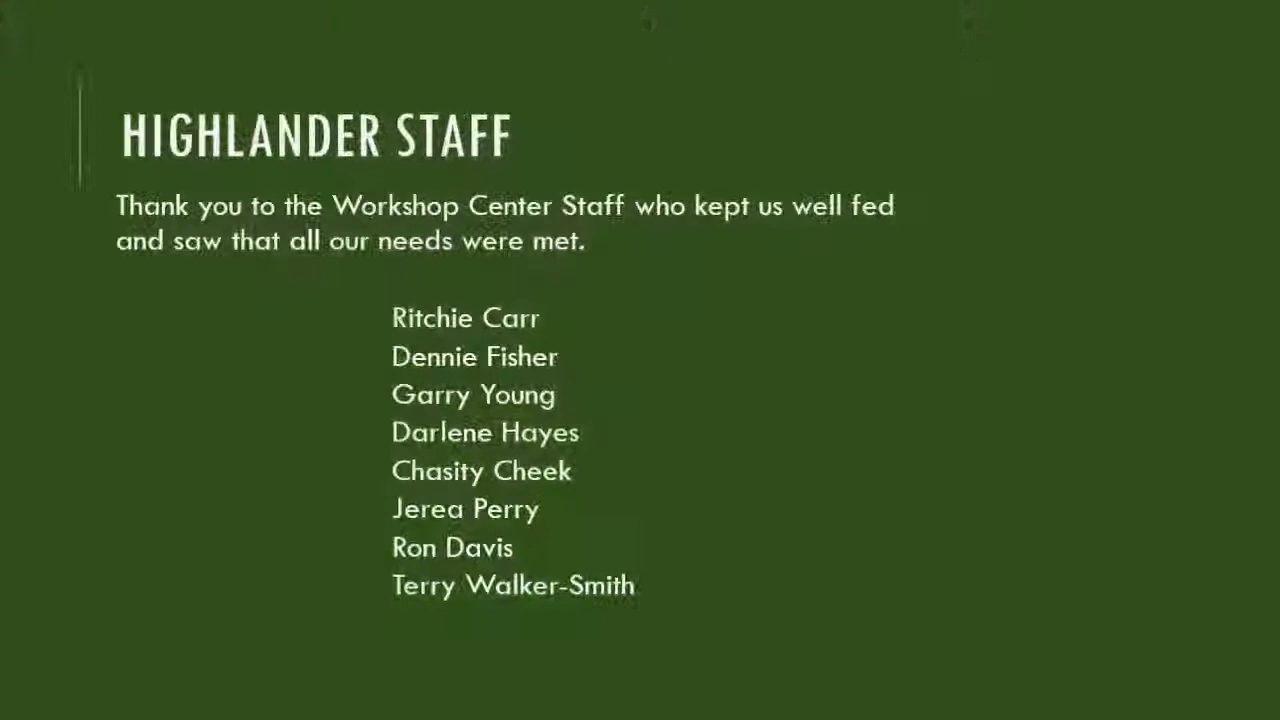 HIGHLANDER STAFF
Thank you to the Workshop Center Staff who kept us well fed
and saw that all our needs were met.
Ritchie Carr
Dennie Fisher
Garry Young
Darlene Hayes
Chasity Cheek
Jerea Perry
Ron Davis
Terry Walker-Smith